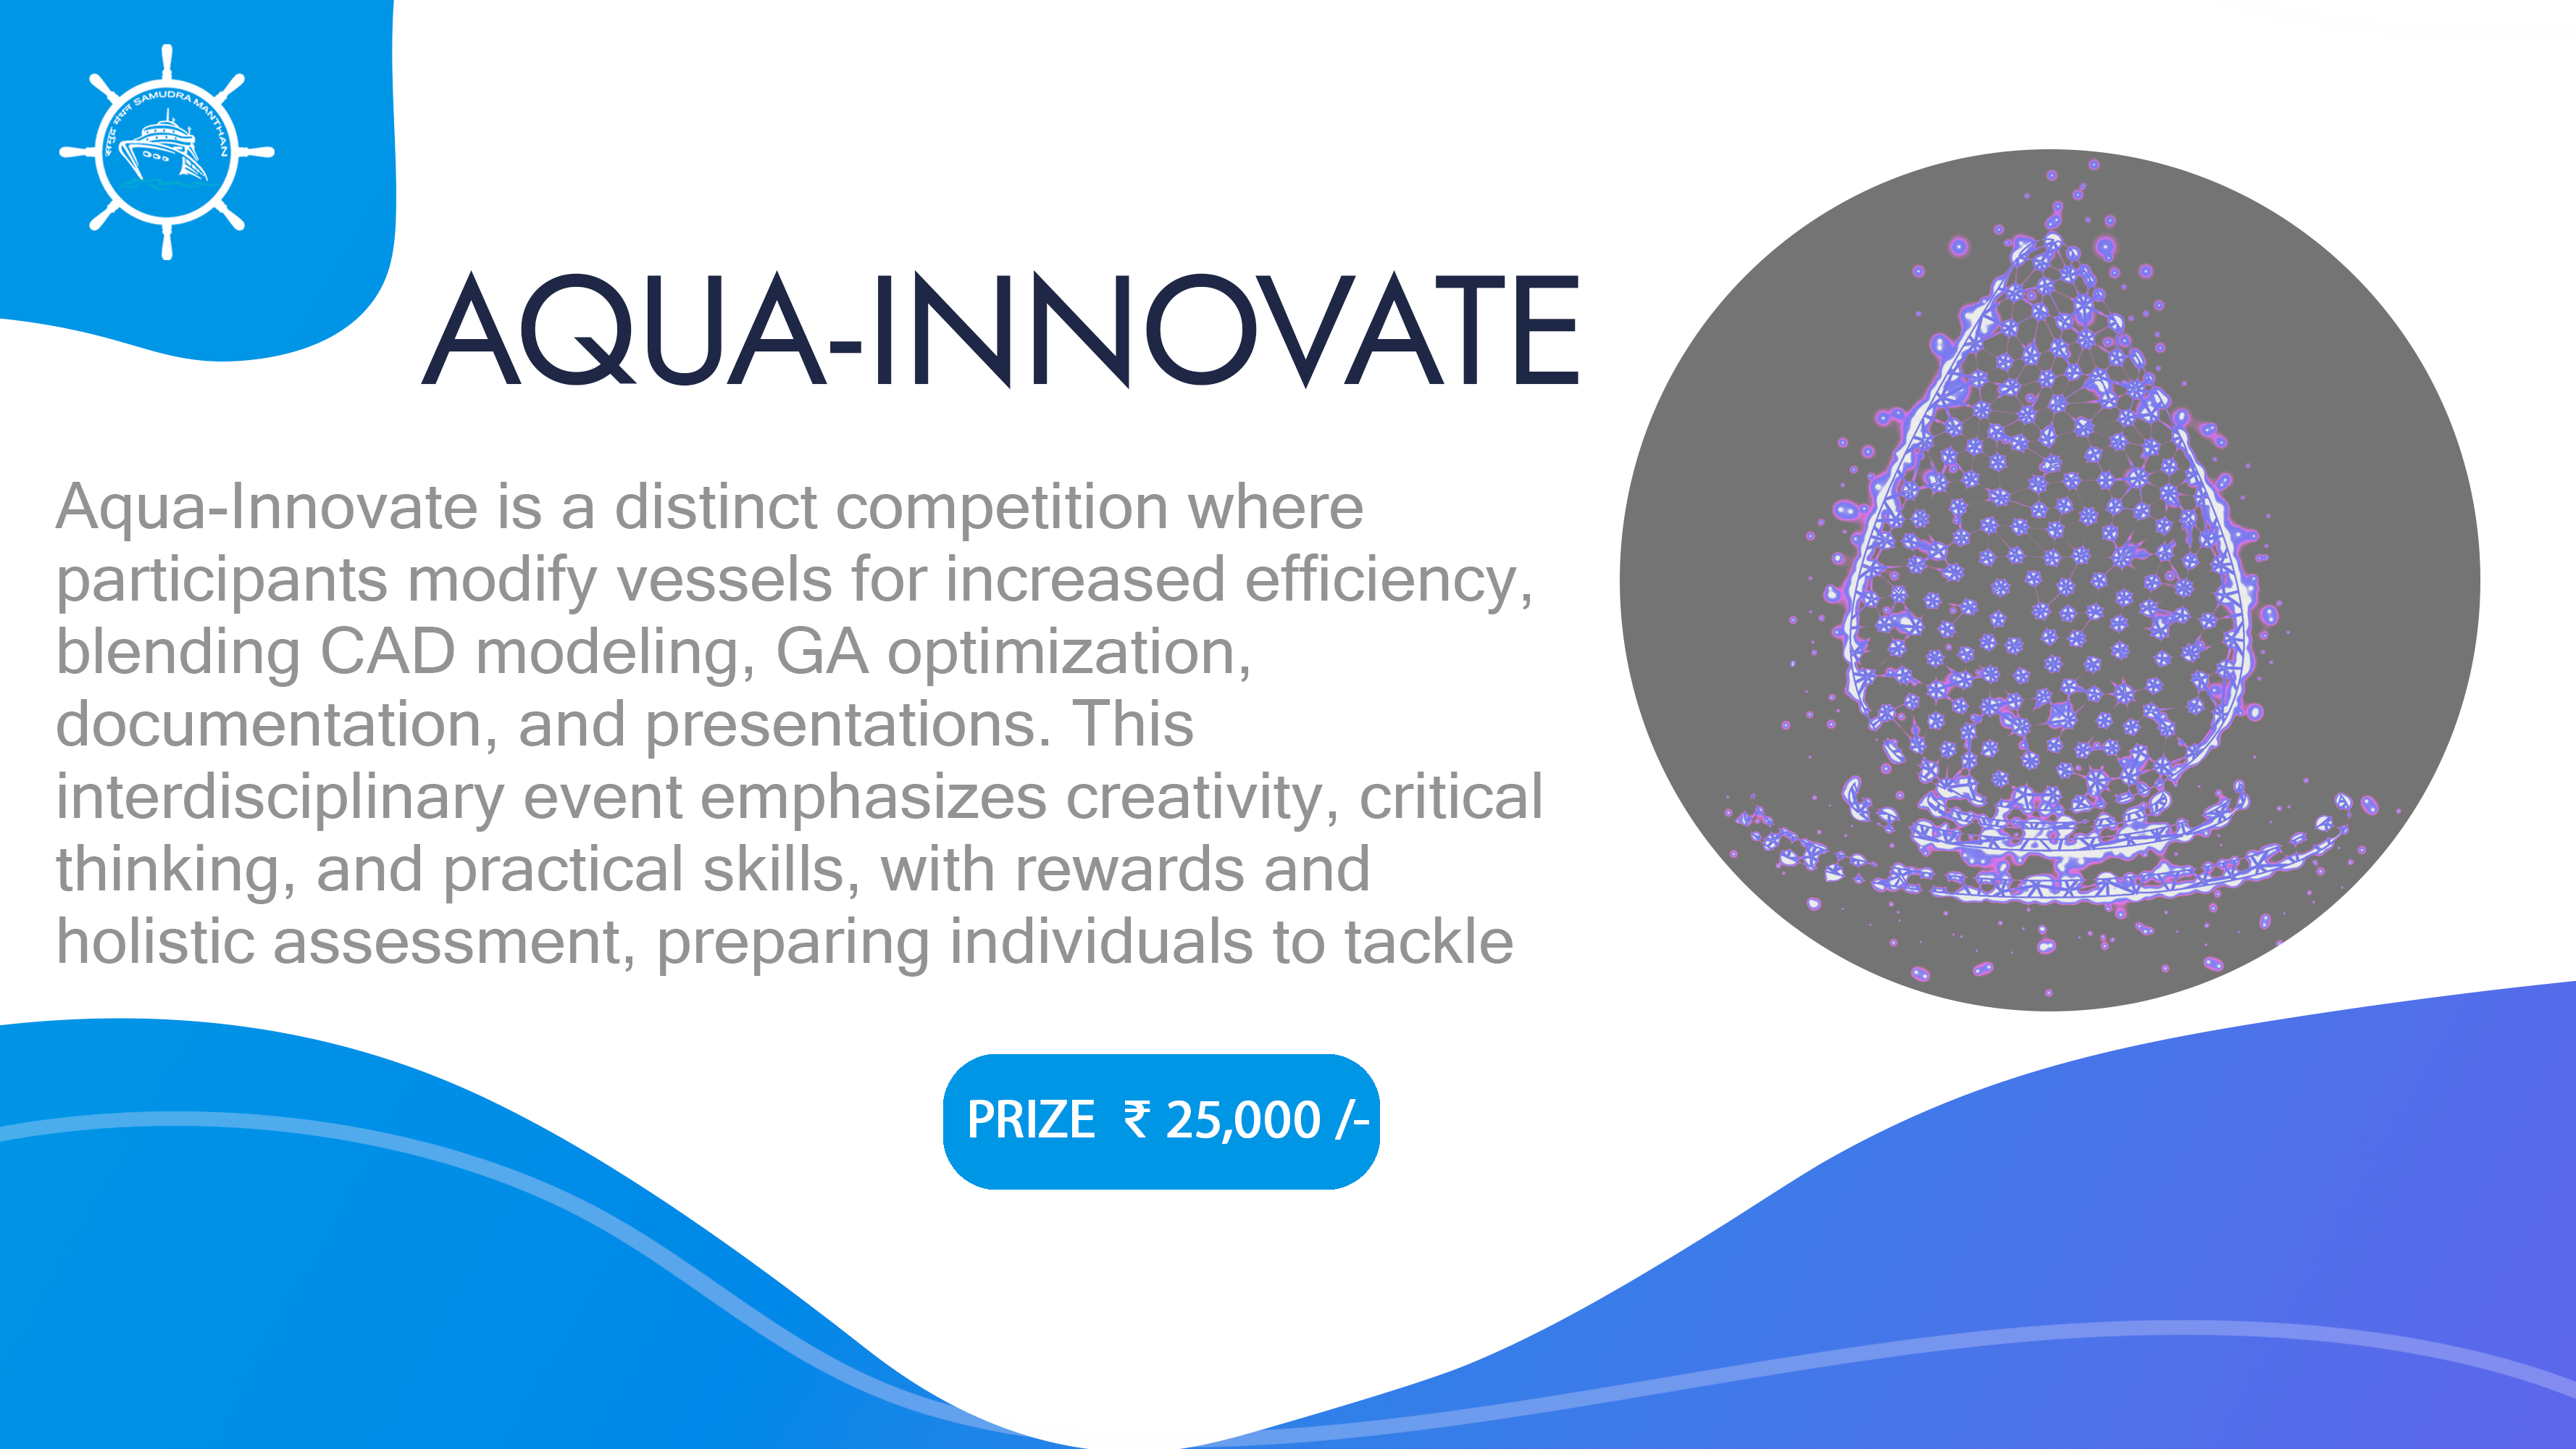 समुद्र मंथन SAMUDRA MANTHAN
AQUA-INNOVATE
Aqua-Innovate is a distinct competition where
participants modify vessels for increased efficiency,
blending CAD modeling, GA optimization,
documentation, and presentations. This
interdisciplinary event emphasizes creativity, critical
thinking, and practical skills, with rewards and
holistic assessment, preparing individuals to tackle
PRIZE ₹ 25,000 /-